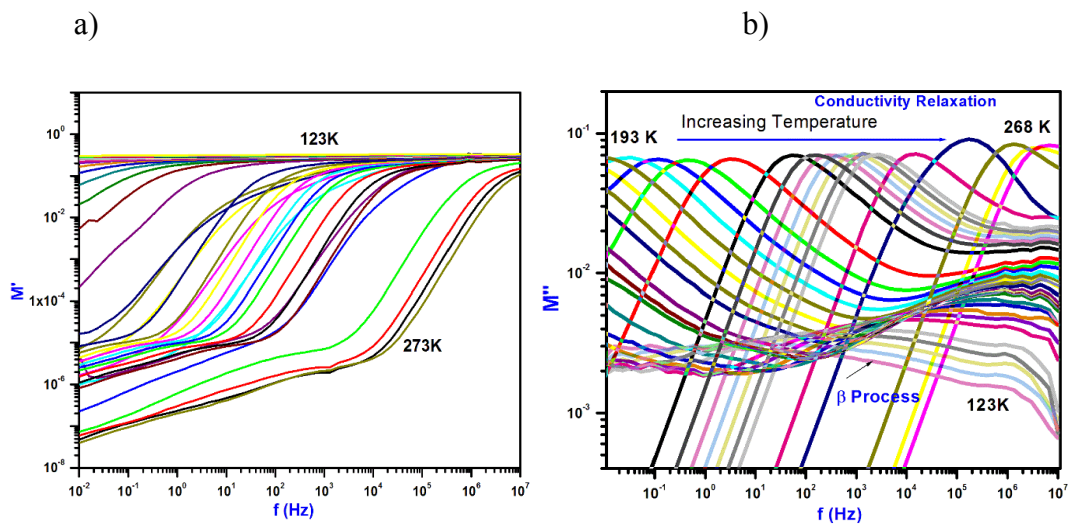 a)
b)
M'
10^0
10^-2
1x10^-4
10^-6
10^-8
123K
273K
10^-2 10^-1 10^0 10^1 10^2 10^3 10^4 10^5 10^6 10^7
f (Hz)
M''
10^-1
10^-2
10^-3
Conductivity Relaxation
Increasing Temperature
193 K
268 K
β Process
123K
10^-1 10^0 10^1 10^2 10^3 10^4 10^5 10^6 10^7
f (Hz)